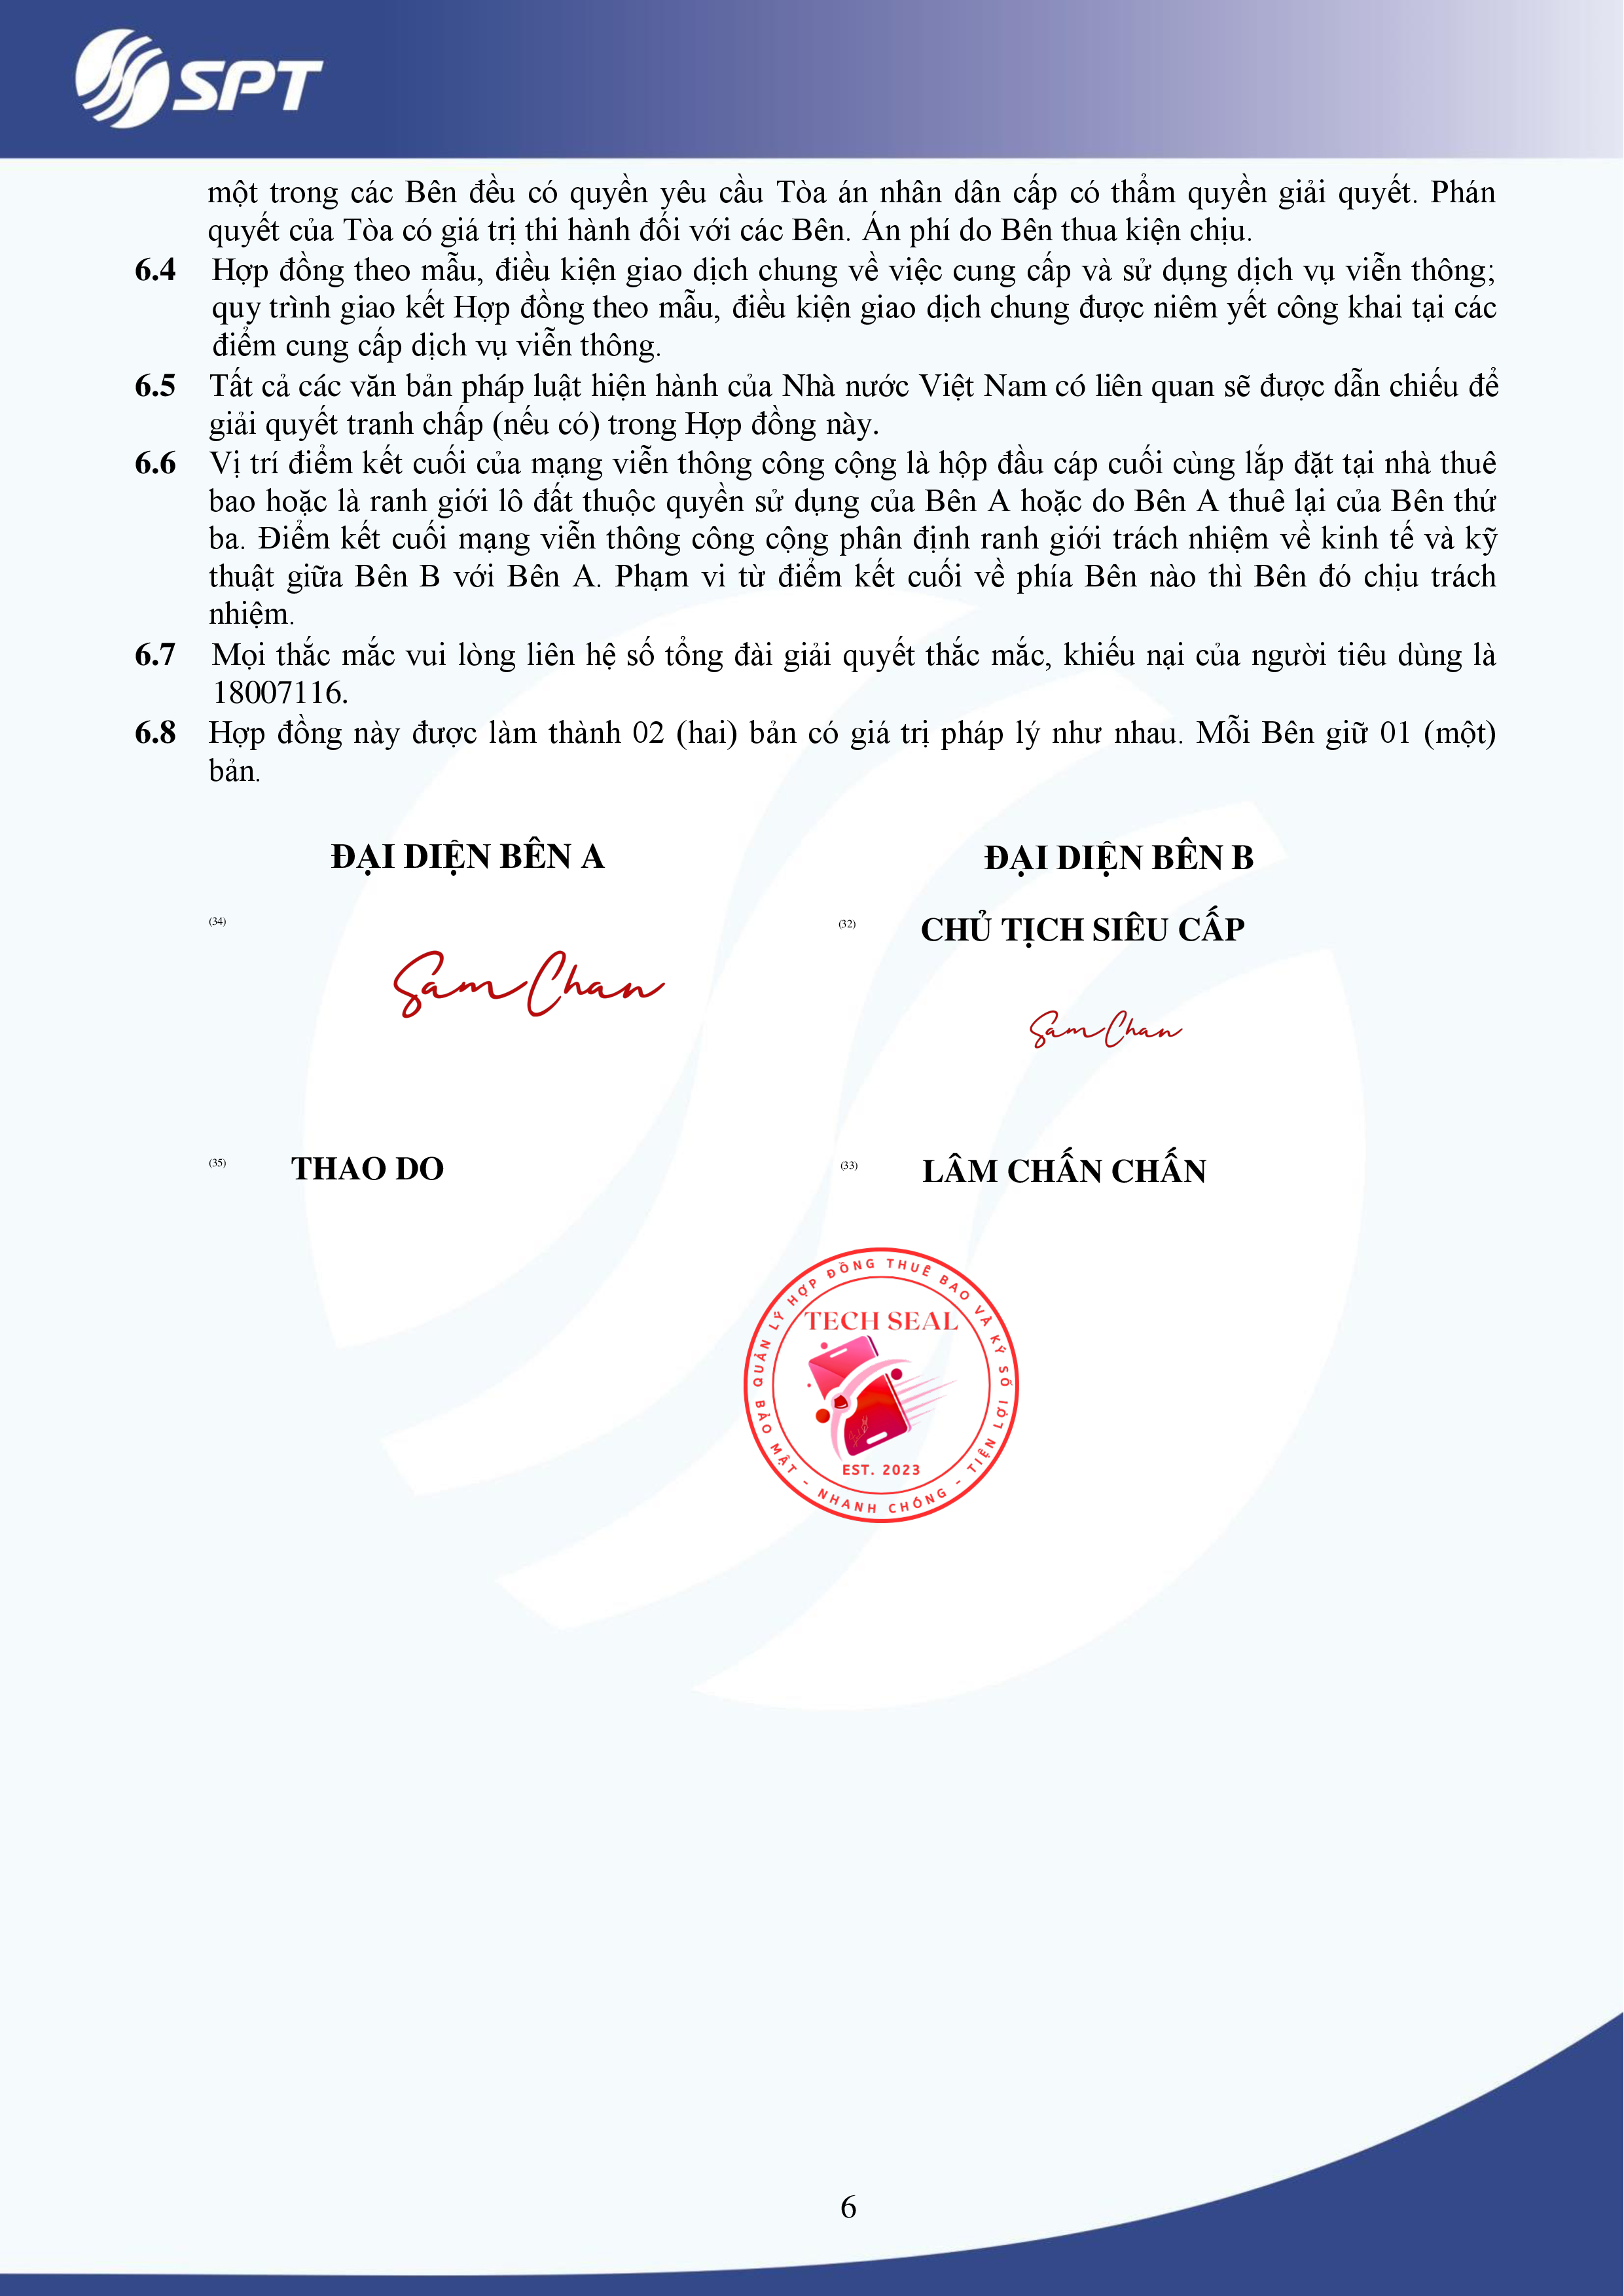 SPT
một trong các Bên đều có quyền yêu cầu Tòa án nhân dân cấp có thẩm quyền giải quyết. Phán
quyết của Tòa có giá trị thi hành đối với các Bên. Án phí do Bên thua kiện chịu.
6.4 Hợp đồng theo mẫu, điều kiện giao dịch chung về việc cung cấp và sử dụng dịch vụ viễn thông;
quy trình giao kết Hợp đồng theo mẫu, điều kiện giao dịch chung được niêm yết công khai tại các
điểm cung cấp dịch vụ viễn thông.
6.5 Tất cả các văn bản pháp luật hiện hành của Nhà nước Việt Nam có liên quan sẽ được dẫn chiếu để
giải quyết tranh chấp (nếu có) trong Hợp đồng này.
6.6 Vị trí điểm kết cuối của mạng viễn thông công cộng là hộp đầu cáp cuối cùng lắp đặt tại nhà thuê
bao hoặc là ranh giới lô đất thuộc quyền sử dụng của Bên A hoặc do Bên A thuê lại của Bên thứ
ba. Điểm kết cuối mạng viễn thông công cộng phân định ranh giới trách nhiệm về kinh tế và kỹ
thuật giữa Bên B với Bên A. Phạm vi từ điểm kết cuối về phía Bên nào thì Bên đó chịu trách
nhiệm.
6.7 Mọi thắc mắc vui lòng liên hệ số tổng đài giải quyết thắc mắc, khiếu nại của người tiêu dùng là
18007116.
6.8 Hợp đồng này được làm thành 02 (hai) bản có giá trị pháp lý như nhau. Mỗi Bên giữ 01 (một)
bản.
ĐẠI DIỆN BÊN A ĐẠI DIỆN BÊN B
(34) (32) CHỦ TỊCH SIÊU CẤP
Sam Chan
Sam Chan
(35) THAO DO (33) LÂM CHẤN CHẤN
QUẢN LÝ HỢP ĐỒNG THUÊ BAO VÀ KÝ SỐ
TECH SEAL
EST. 2023
BẢO MẬT - NHANH CHÓNG - TIỆN LỢI
6